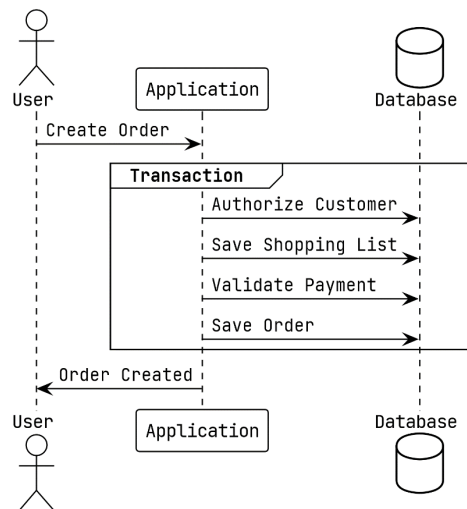 User
Application
Database
Create Order
Transaction
Authorize Customer
Save Shopping List
Validate Payment
Save Order
Order Created
User
Application
Database